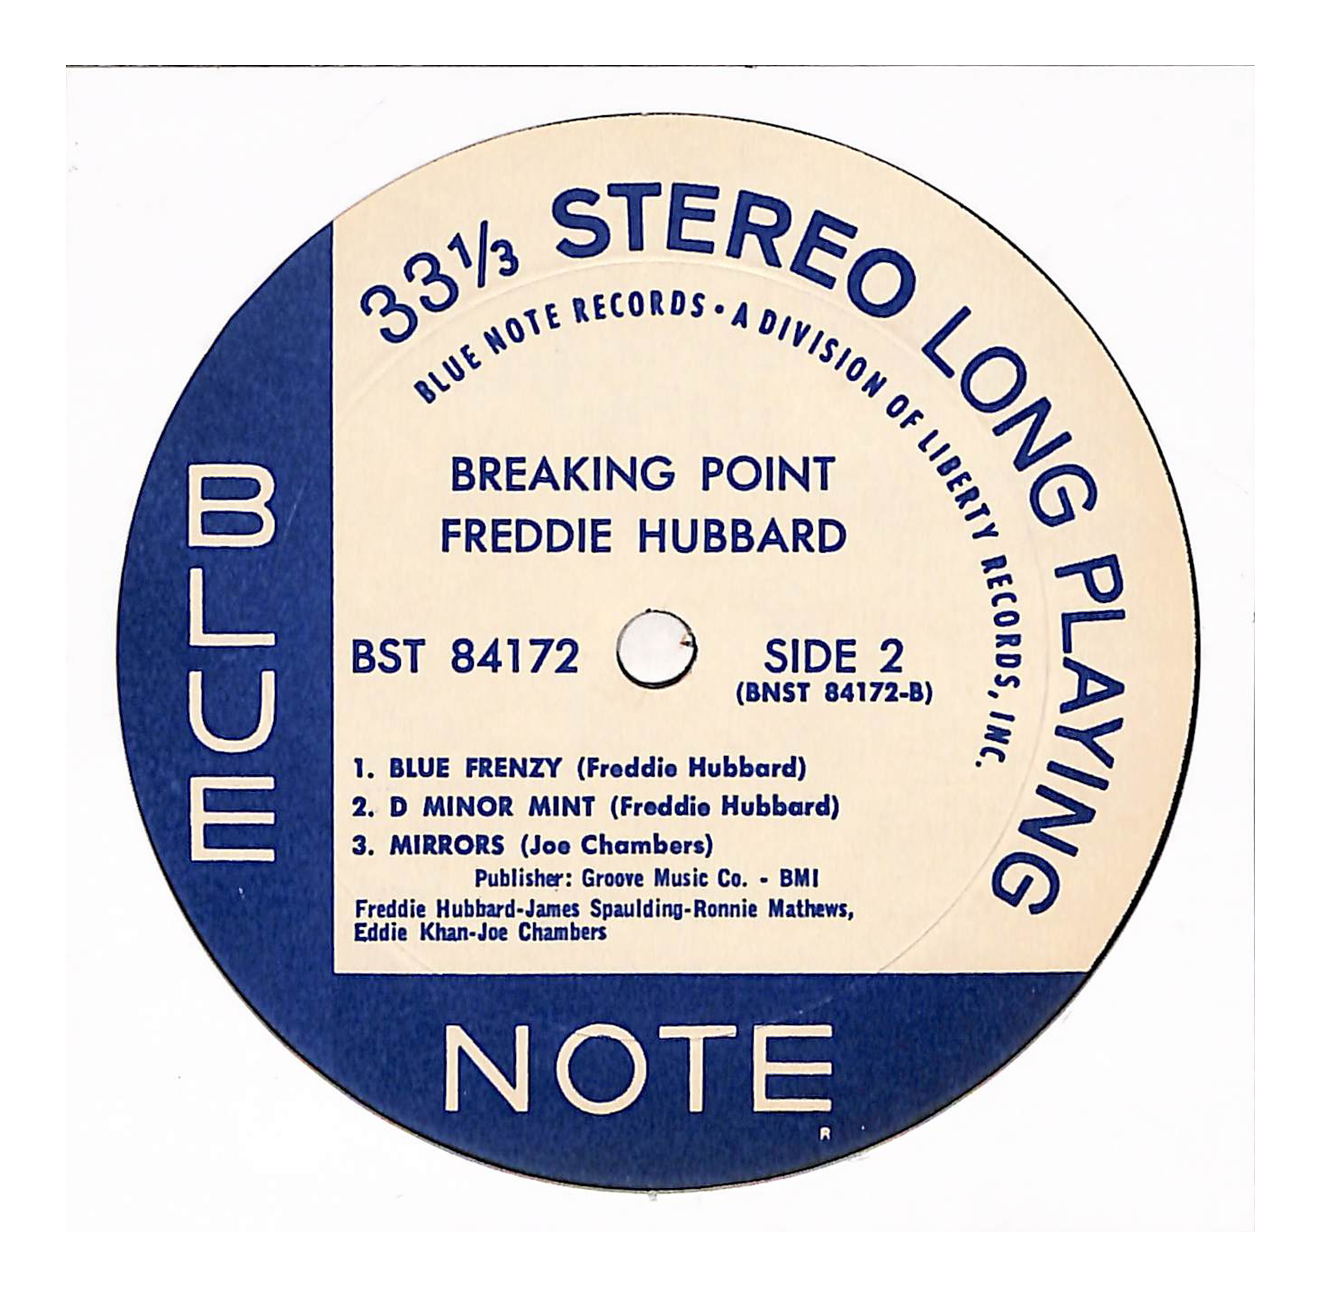 33⅓ STEREO LONG PLAYING
BLUE NOTE RECORDS • A DIVISION OF LIBERTY RECORDS, INC.
BREAKING POINT
FREDDIE HUBBARD
BST 84172
SIDE 2
(BNST 84172-B)
1. BLUE FRENZY (Freddie Hubbard)
2. D MINOR MINT (Freddie Hubbard)
3. MIRRORS (Joe Chambers)
Publisher: Groove Music Co. - BMI
Freddie Hubbard-James Spaulding-Ronnie Mathews,
Eddie Khan-Joe Chambers
BLUE
NOTE
R